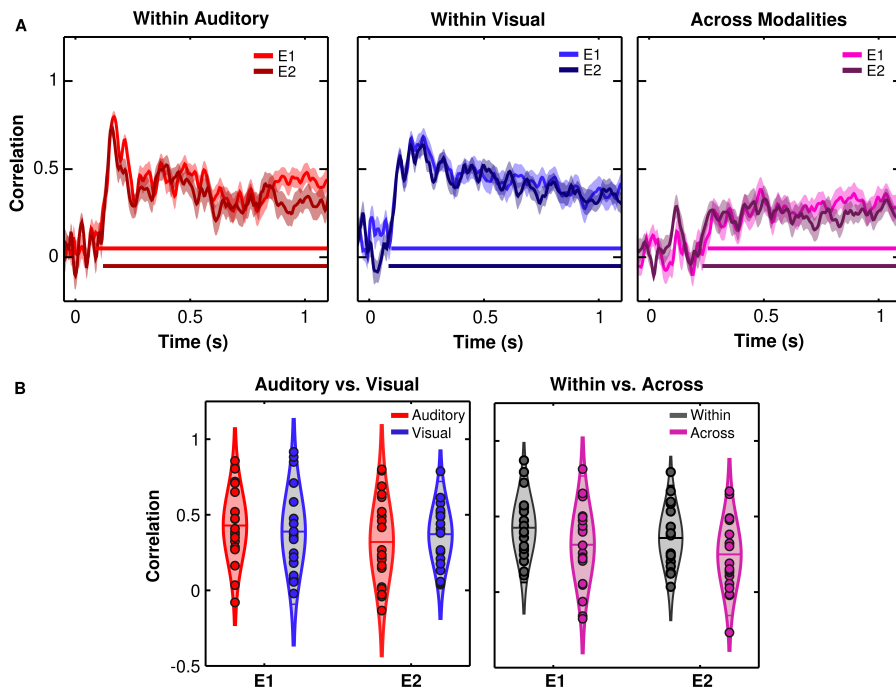 A
Within Auditory
Within Visual
Across Modalities
E1
E2
E1
E2
E1
E2
Correlation
1
0.5
0
0
0.5
1
0
0.5
1
0
0.5
1
Time (s)
Time (s)
Time (s)
B
Auditory vs. Visual
Within vs. Across
Auditory
Visual
Within
Across
Correlation
1
0.5
0
-0.5
E1
E2
E1
E2